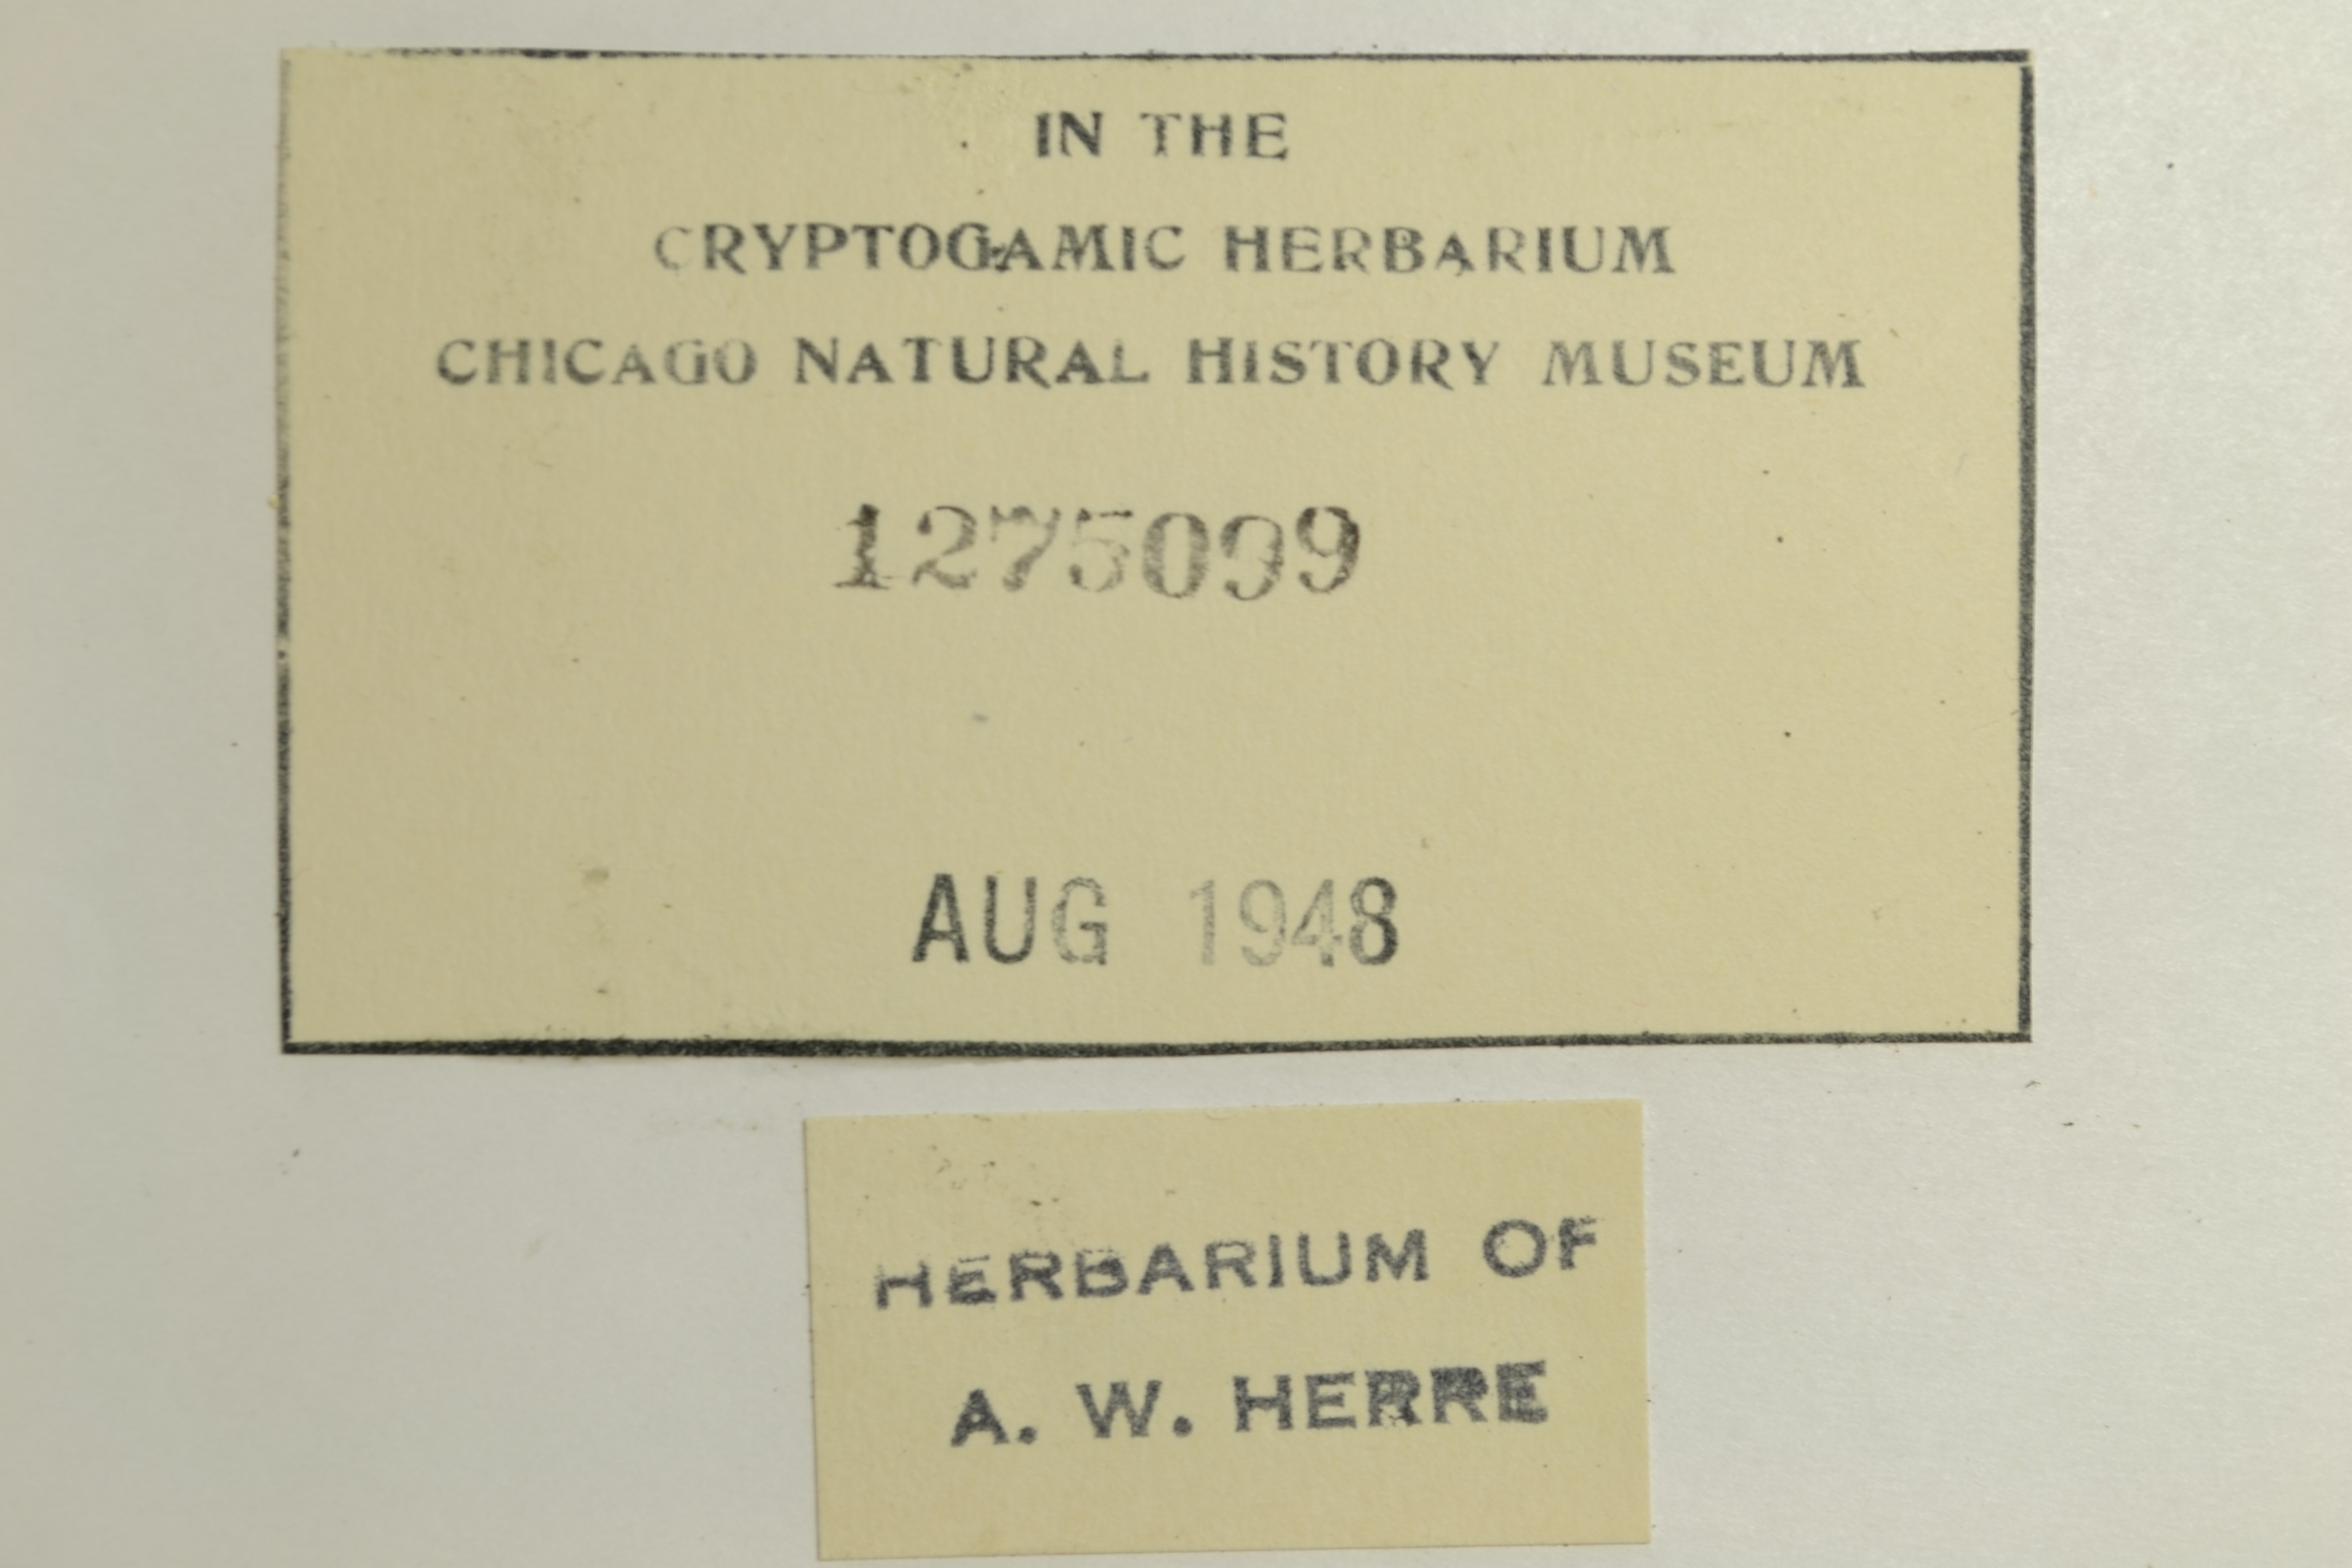 IN THE
CRYPTOGAMIC HERBARIUM
CHICAGO NATURAL HISTORY MUSEUM
1275099
AUG 1948
HERBARIUM OF
A. W. HERRE